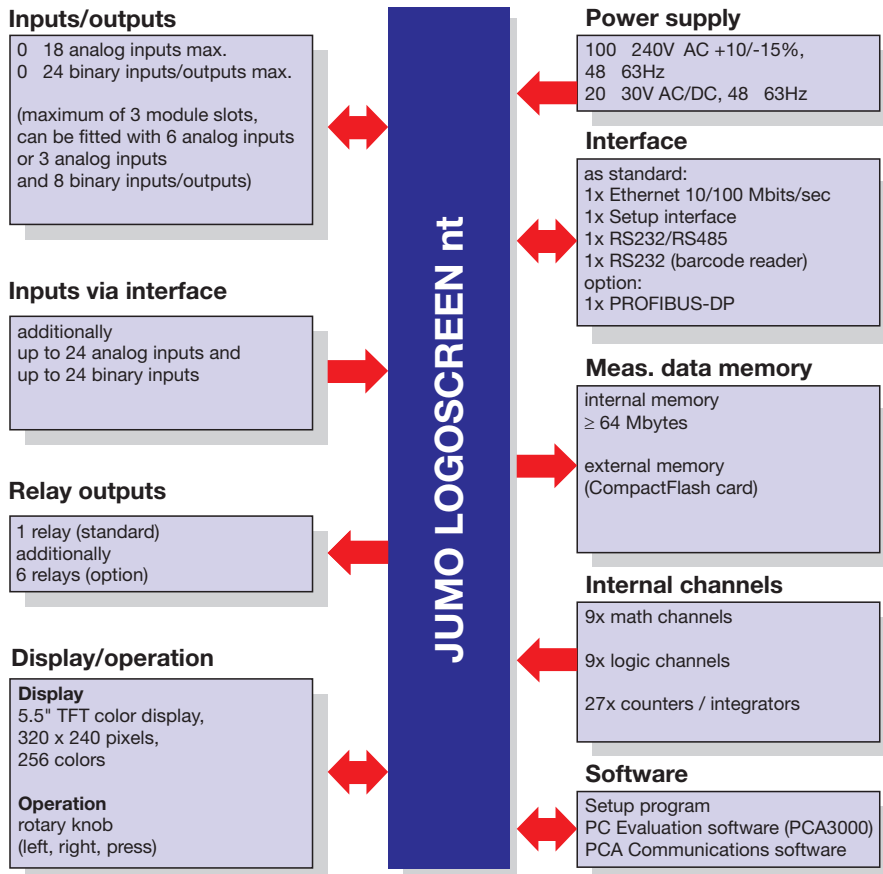 Inputs/outputs
0 18 analog inputs max.
0 24 binary inputs/outputs max.
(maximum of 3 module slots,
can be fitted with 6 analog inputs
or 3 analog inputs
and 8 binary inputs/outputs)
Inputs via interface
additionally
up to 24 analog inputs and
up to 24 binary inputs
Relay outputs
1 relay (standard)
additionally
6 relays (option)
Display/operation
Display
5.5" TFT color display,
320 x 240 pixels,
256 colors
Operation
rotary knob
(left, right, press)
JUMO LOGOSCREEN nt
Power supply
100 240V AC +10/-15%,
48 63Hz
20 30V AC/DC, 48 63Hz
Interface
as standard:
1x Ethernet 10/100 Mbits/sec
1x Setup interface
1x RS232/RS485
1x RS232 (barcode reader)
option:
1x PROFIBUS-DP
Meas. data memory
internal memory
≥ 64 Mbytes
external memory
(CompactFlash card)
Internal channels
9x math channels
9x logic channels
27x counters / integrators
Software
Setup program
PC Evaluation software (PCA3000)
PCA Communications software